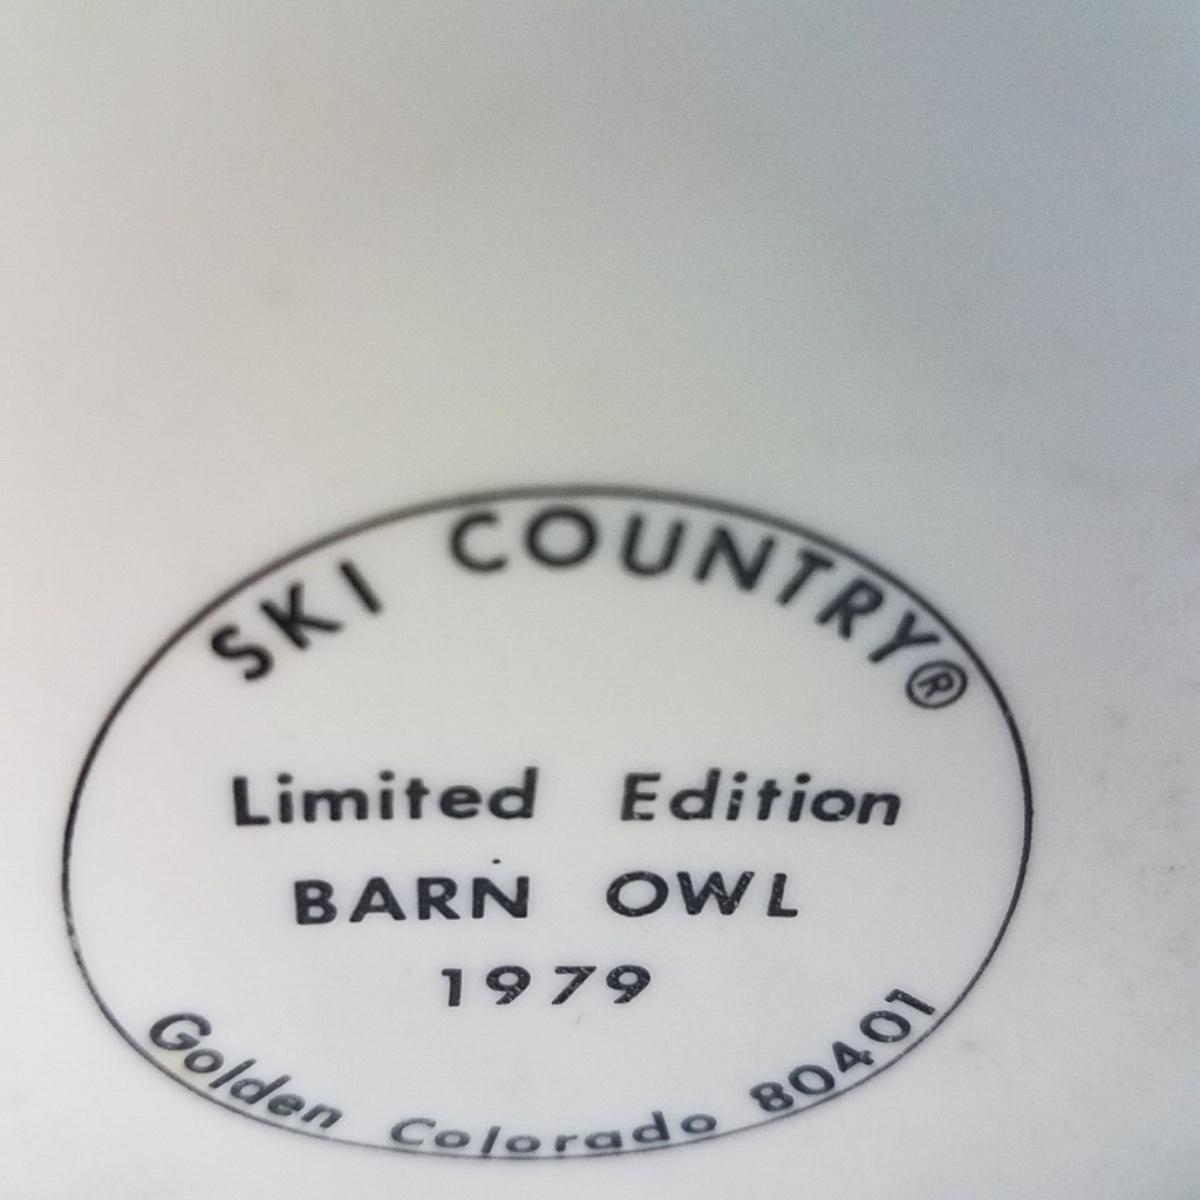 SKI COUNTRY®
Limited Edition
BARN OWL
1979
Golden Colorado 80401